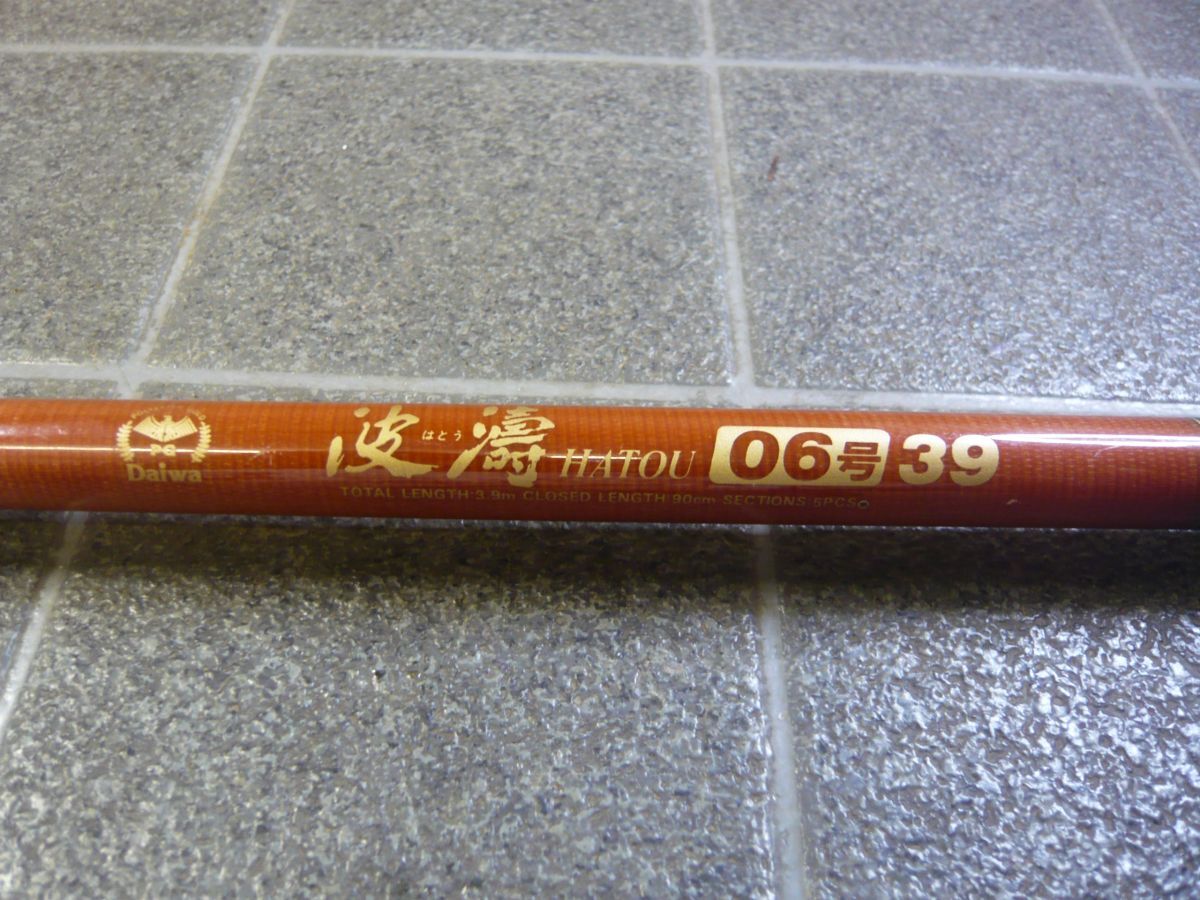 PG
Daiwa
はとう
波濤 HATOU 06号 39
TOTAL LENGTH:3.9m CLOSED LENGTH:90cm SECTIONS:5PCS